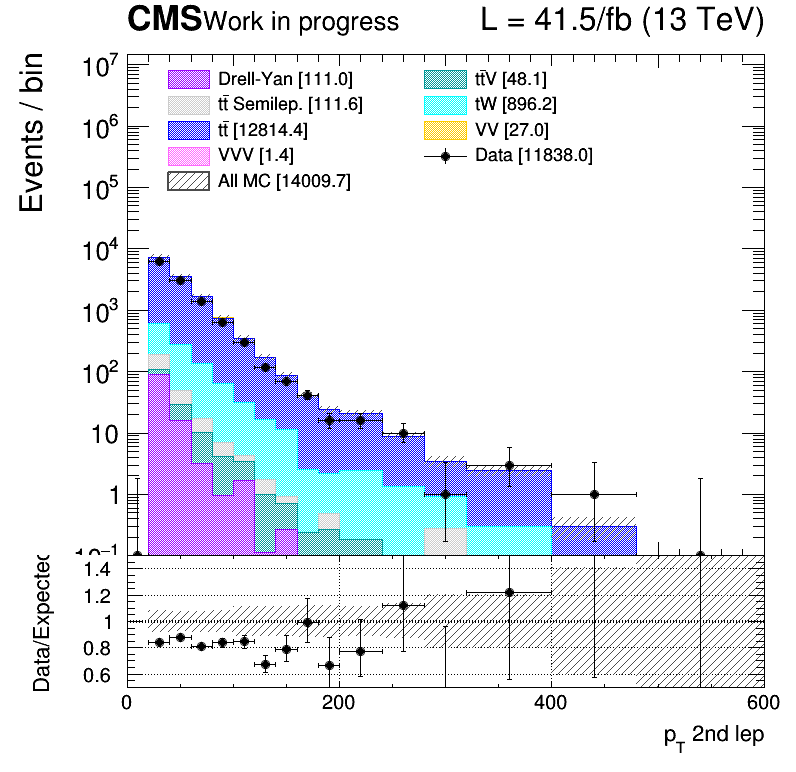 CMS Work in progress L = 41.5/fb (13 TeV)
Events / bin
Drell-Yan [111.0] tt̄V [48.1]
tt̄ Semilep. [111.6] tW [896.2]
tt̄ [12814.4] VV [27.0]
VVV [1.4] Data [11838.0]
All MC [14009.7]
10⁷
10⁶
10⁵
10⁴
10³
10²
10
1
10⁻¹
Data/Expected
1.4
1.2
1
0.8
0.6
0 200 400 600
p_T 2nd lep